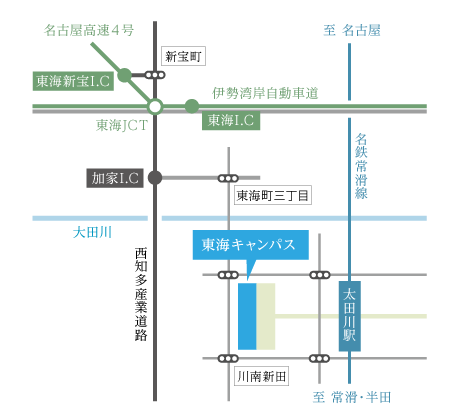 名古屋高速4号
至 名古屋
新宝町
東海新宝I.C
伊勢湾岸自動車道
東海JCT
東海I.C
名鉄常滑線
加家I.C
東海町三丁目
大田川
東海キャンパス
西知多産業道路
太田川駅
川南新田
至 常滑・半田